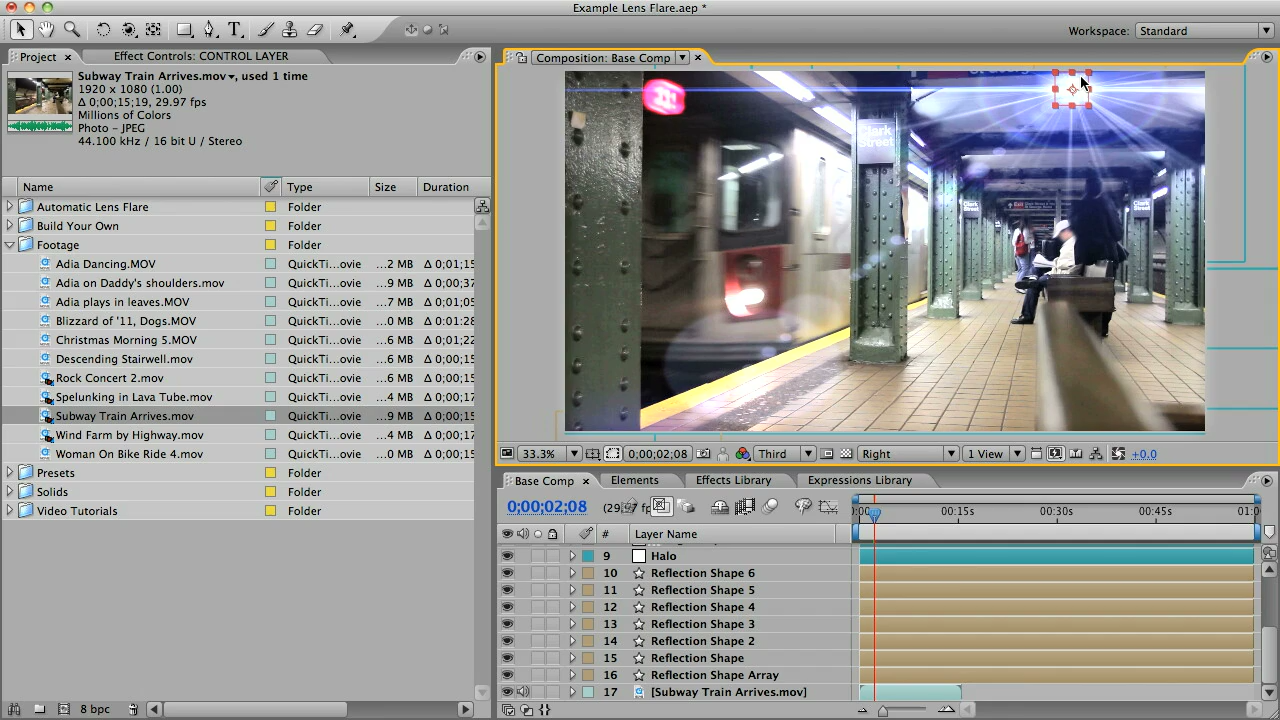 Example Lens Flare.aep *
Workspace: Standard
Project
Effect Controls: CONTROL LAYER
Subway Train Arrives.mov▾, used 1 time
1920 x 1080 (1.00)
Δ 0;00;15;19, 29.97 fps
Millions of Colors
Photo - JPEG
44.100 kHz / 16 bit U / Stereo
Name Type Size Duration
Automatic Lens Flare Folder
Build Your Own Folder
Footage Folder
Adia Dancing.MOV QuickTi...ovie ...2 MB Δ 0;01;15
Adia on Daddy's shoulders.mov QuickTi...ovie ...9 MB Δ 0;00;37
Adia plays in leaves.MOV QuickTi...ovie ...7 MB Δ 0;01;05
Blizzard of '11, Dogs.MOV QuickTi...ovie ...0 MB Δ 0:01:28
Christmas Morning 5.MOV QuickTi...ovie ...6 MB Δ 0;01;22
Descending Stairwell.mov QuickTi...ovie ...6 MB Δ 0;00;15
Rock Concert 2.mov QuickTi...ovie ...6 MB Δ 0;00;15
Spelunking in Lava Tube.mov QuickTi...ovie ...4 MB Δ 0;00;17
Subway Train Arrives.mov QuickTi...ovie ...9 MB Δ 0;00;15
Wind Farm by Highway.mov QuickTi...ovie ...4 MB Δ 0;00;17
Woman On Bike Ride 4.mov QuickTi...ovie ...0 MB Δ 0;00;15
Presets Folder
Solids Folder
Video Tutorials Folder
8 bpc
Composition: Base Comp
Clark
Street
Clark
Street
Clark
Street
33.3% 0;00;02;08 Third Right 1 View +0.0
Base Comp Elements Effects Library Expressions Library
0;00;02;08
00:15s 00:30s 00:45s
# Layer Name
9 Halo
10 Reflection Shape 6
11 Reflection Shape 5
12 Reflection Shape 4
13 Reflection Shape 3
14 Reflection Shape 2
15 Reflection Shape
16 Reflection Shape Array
17 [Subway Train Arrives.mov]